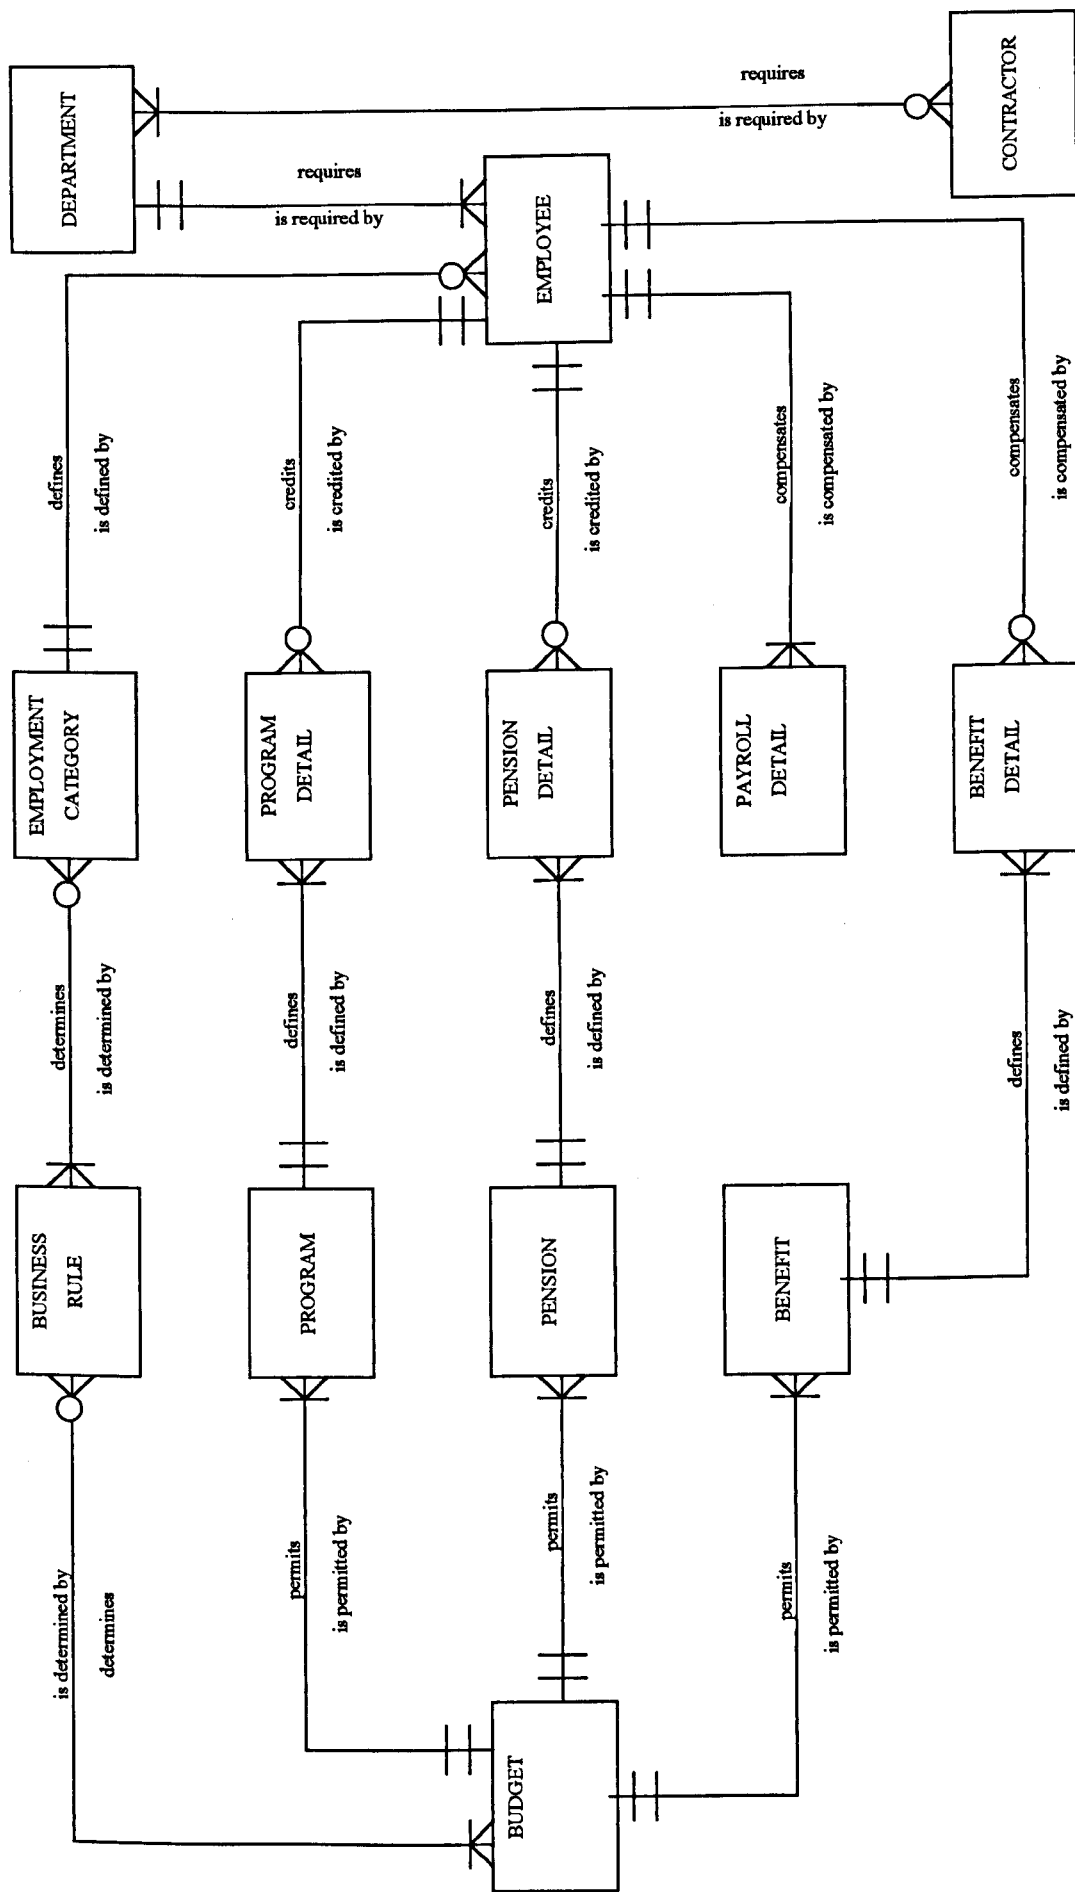 BUSINESS
RULE
EMPLOYMENT
CATEGORY
DEPARTMENT
is determined by
determines
determines
is determined by
defines
is defined by
requires
is required by
requires
is required by
PROGRAM
PROGRAM
DETAIL
permits
is permitted by
defines
is defined by
credits
is credited by
BUDGET
PENSION
PENSION
DETAIL
EMPLOYEE
permits
is permitted by
defines
is defined by
credits
is credited by
BENEFIT
PAYROLL
DETAIL
permits
is permitted by
compensates
is compensated by
BENEFIT
DETAIL
CONTRACTOR
defines
is defined by
compensates
is compensated by